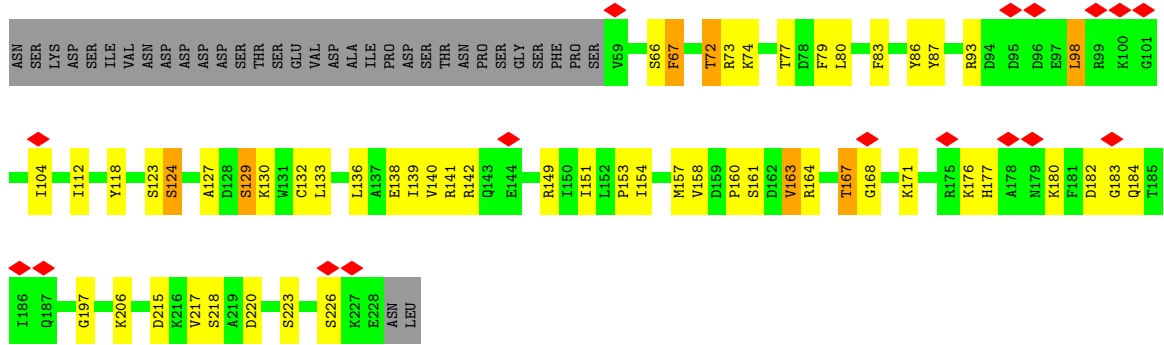 ASN SER LYS ASP SER ILE VAL ASN ASP ASP ASP ASP SER THR SER GLU VAL ASP ALA ILE PRO ASP SER THR ASN PRO SER GLY SER PHE PRO SER V59 S66 F67 T72 R73 K74 T77 D78 F79 L80 F83 Y86 Y87 R93 D94 D95 D96 E97 L98 R99 K100 G101
I104 I112 Y118 S123 S124 A127 D128 S129 K130 W131 C132 L133 L136 A137 E138 I139 V140 R141 R142 Q143 E144 R149 I150 I151 L152 P153 I154 M157 V158 D159 P160 S161 D162 V163 R164 T167 G168 K171 R175 K176 H177 A178 N179 K180 F181 D182 G183 Q184 T185
I186 Q187 G197 K206 D215 K216 V217 S218 A219 D220 S223 S226 K227 E228 ASN LEU